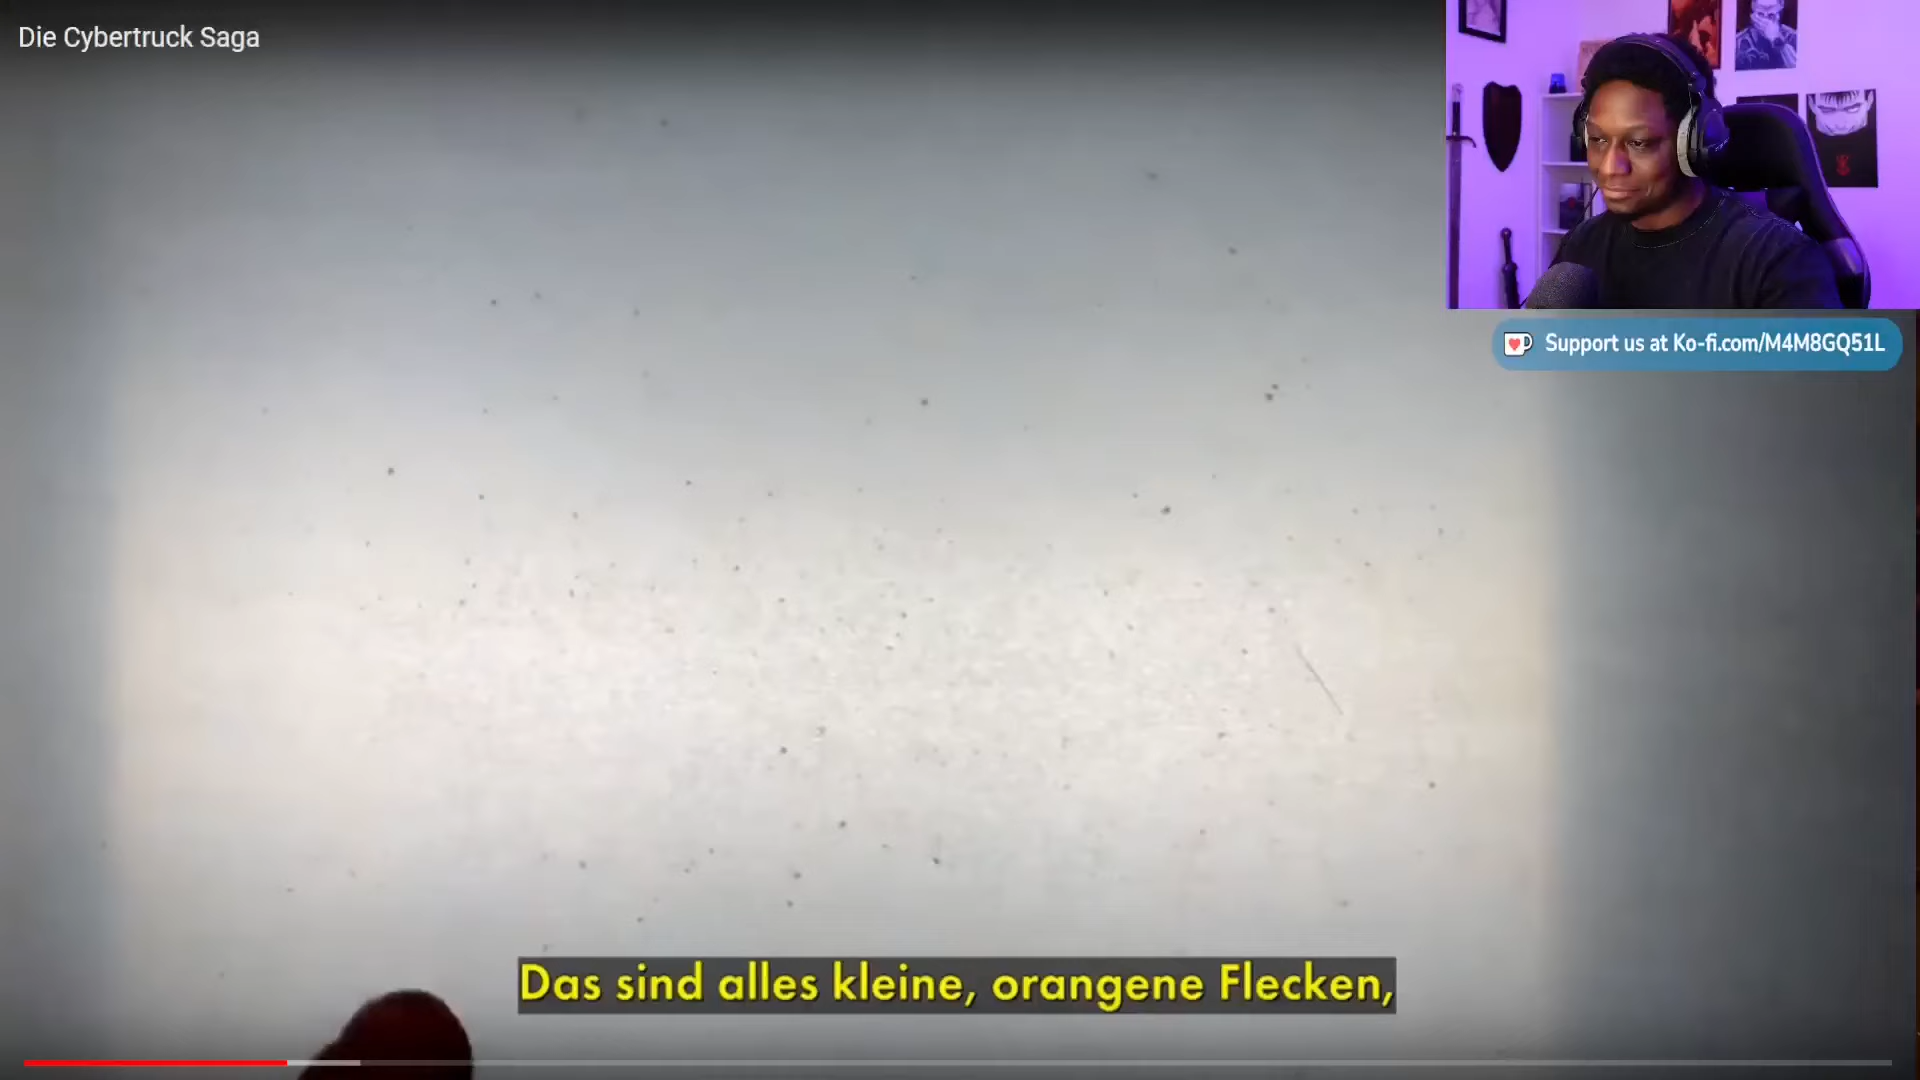 Die Cybertruck Saga
Support us at Ko-fi.com/M4M8GQ51L
Das sind alles kleine, orangene Flecken,